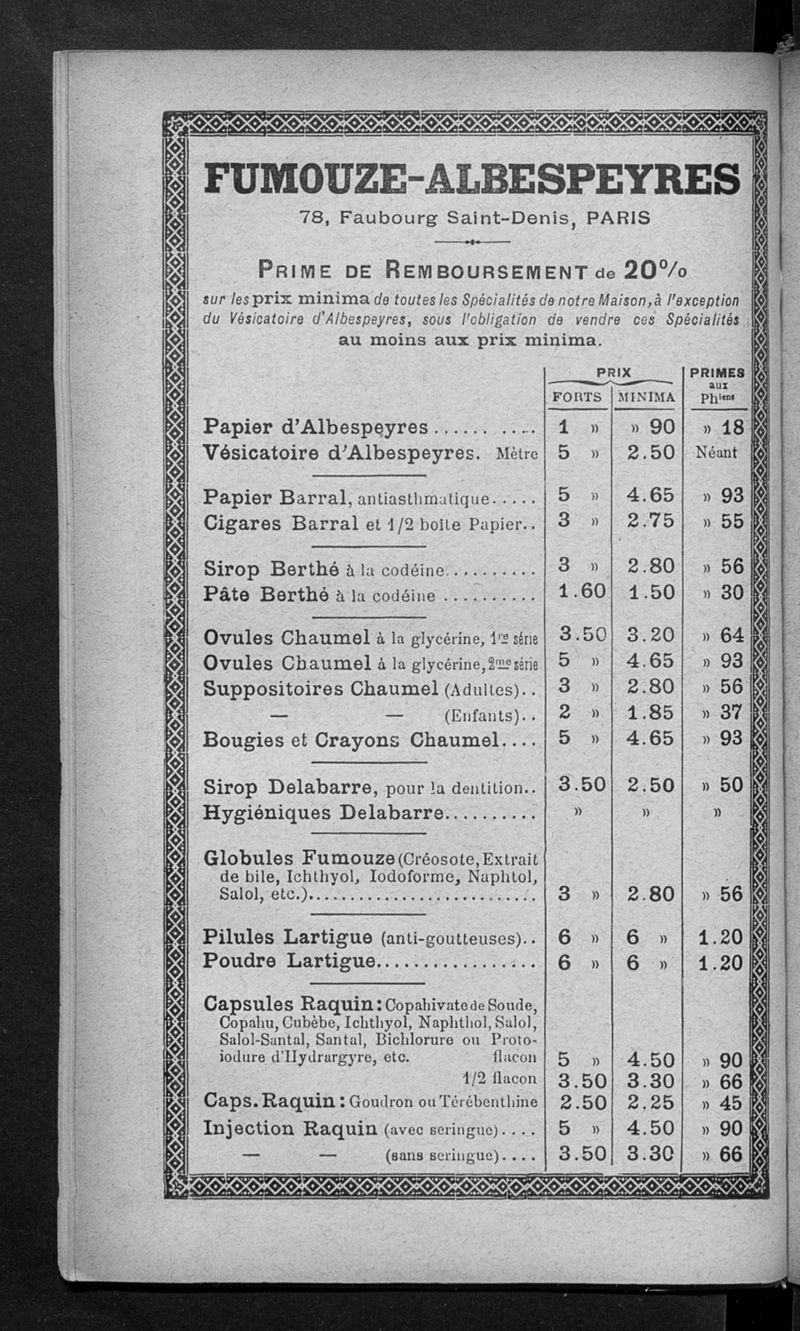 FUMOUZE-ALBESPEYRES
78, Faubourg Saint-Denis, PARIS
PRIME DE REMBOURSEMENT de 20%
sur les prix minima de toutes les Spécialités de notre Maison, à l'exception
du Vésicatoire d'Albespeyres, sous l'obligation de vendre ces Spécialités
au moins aux prix minima.
PRIX PRIMES
aux
FORTS MINIMA Phiens
Papier d'Albespeyres........... 1 » » 90 » 18
Vésicatoire d'Albespeyres. Mètre 5 » 2.50 Néant
Papier Barral, antiasthmatique..... 5 » 4.65 » 93
Cigares Barral et 1/2 boîte Papier.. 3 » 2.75 » 55
Sirop Berthé à la codéine.......... 3 » 2.80 » 56
Pâte Berthé à la codéine .......... 1.60 1.50 » 30
Ovules Chaumel à la glycérine, 1re série 3.50 3.20 » 64
Ovules Chaumel à la glycérine, 2me série 5 » 4.65 » 93
Suppositoires Chaumel (Adultes).. 3 » 2.80 » 56
— — (Enfants).. 2 » 1.85 » 37
Bougies et Crayons Chaumel.... 5 » 4.65 » 93
Sirop Delabarre, pour la dentition.. 3.50 2.50 » 50
Hygiéniques Delabarre.......... » » »
Globules Fumouze (Créosote, Extrait
de bile, Ichthyol, Iodoforme, Naphtol,
Salol, etc.)............................ 3 » 2.80 » 56
Pilules Lartigue (anti-goutteuses).. 6 » 6 » 1.20
Poudre Lartigue................. 6 » 6 » 1.20
Capsules Raquin: Copahivate de Soude,
Copahu, Cubèbe, Ichthyol, Naphthol, Salol,
Salol-Santal, Santal, Bichlorure ou Proto-
iodure d'Hydrargyre, etc. flacon 5 » 4.50 » 90
1/2 flacon 3.50 3.30 » 66
Caps. Raquin: Goudron ou Térébenthine 2.50 2.25 » 45
Injection Raquin (avec seringue).... 5 » 4.50 » 90
— — (sans seringue).... 3.50 3.30 » 66